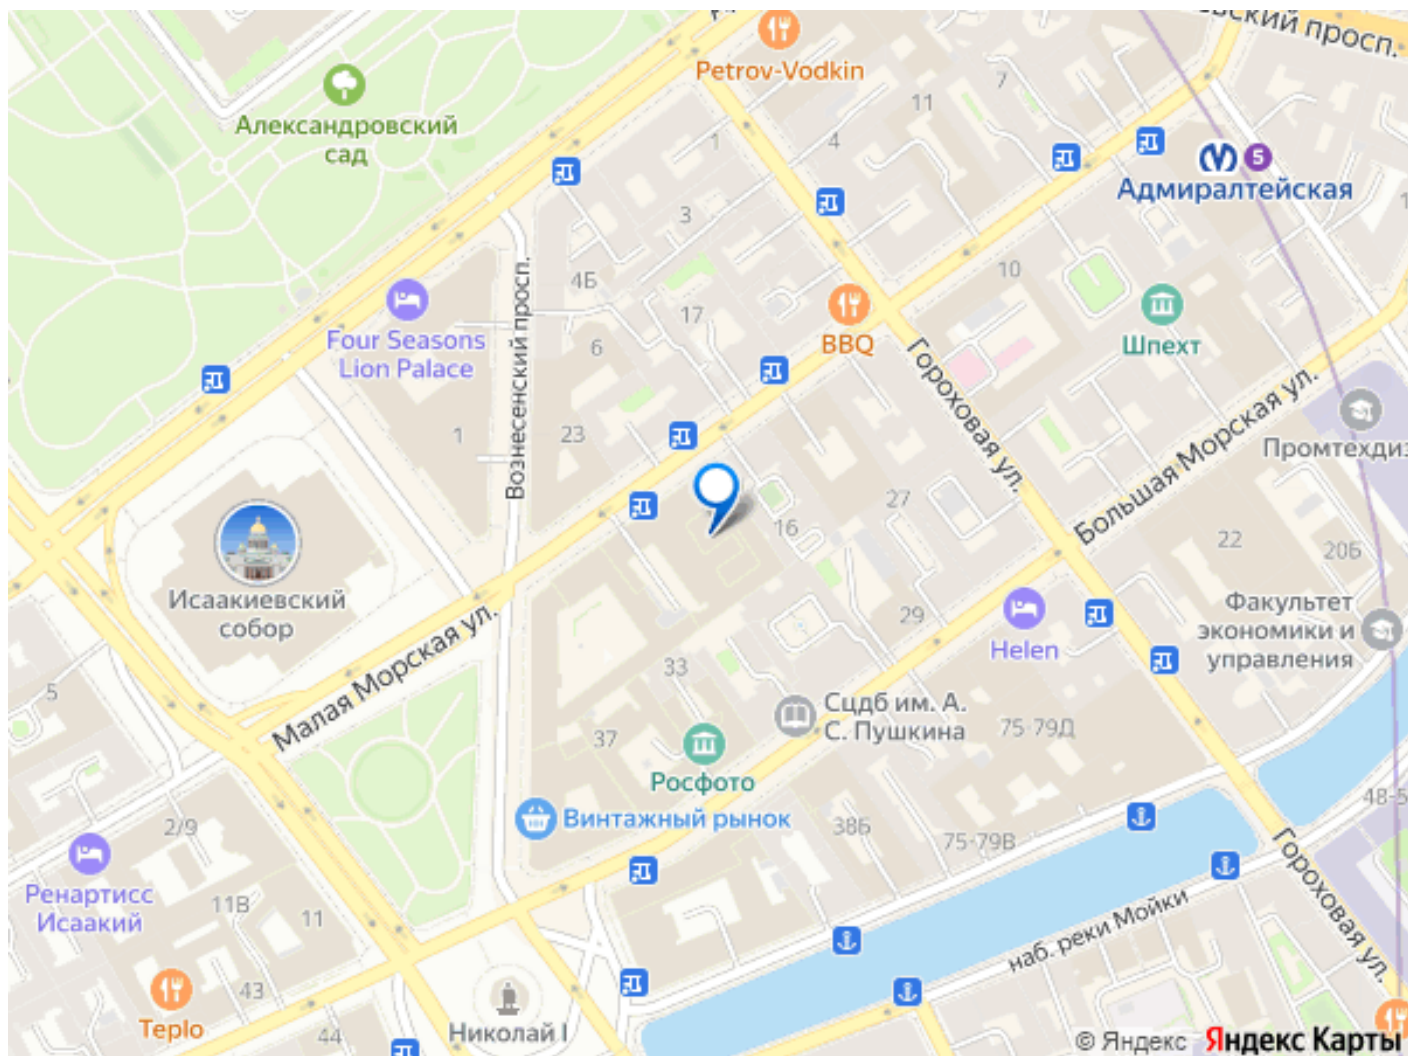 Petrov-Vodkin
вский просп.
Александровский
сад
7
11
1
4
5
Адмиралтейская
3
4Б
10
17
Four Seasons
Lion Palace
Вознесенский просп.
6
BBQ
Шпехт
Гороховая ул.
Большая Морская ул.
1
23
Промтехдиз
16
27
22
20Б
Исаакиевский
собор
Малая Морская ул.
29
Helen
Факультет
экономики и
управления
5
33
Сцдб им. А.
С. Пушкина
75-79Д
37
Росфото
Винтажный рынок
2/9
38Б
75-79В
48-5
Ренартисс
Исаакий
11В
11
Гороховая ул.
наб. реки Мойки
43
Teplo
44
Николай I
© Яндекс Яндекс Карты